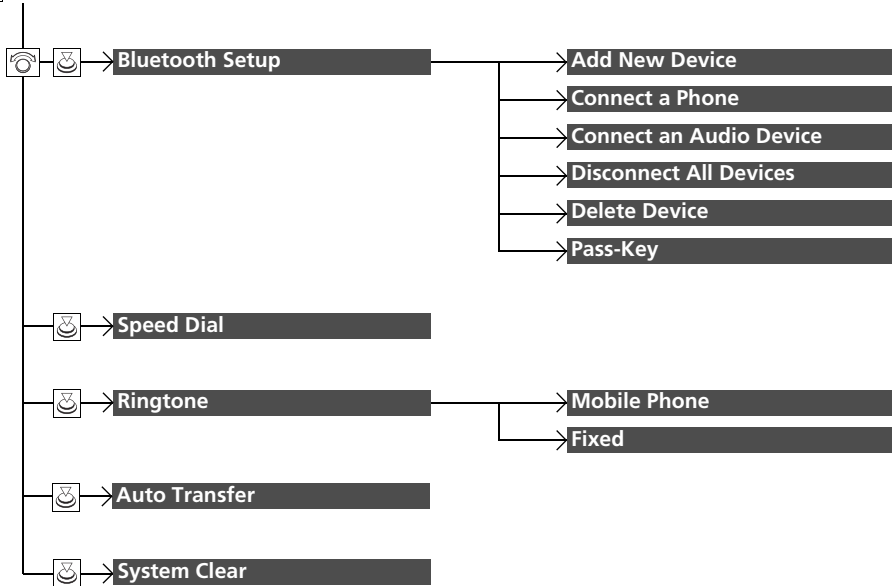 Bluetooth Setup
Add New Device
Connect a Phone
Connect an Audio Device
Disconnect All Devices
Delete Device
Pass-Key
Speed Dial
Ringtone
Mobile Phone
Fixed
Auto Transfer
System Clear